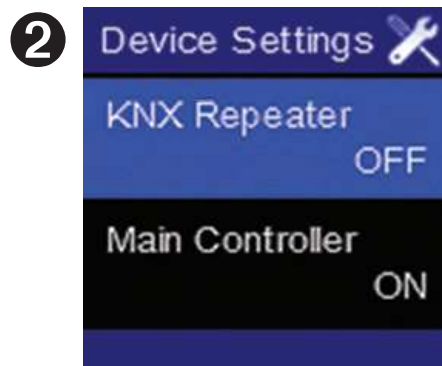 2
Device Settings
KNX Repeater
OFF
Main Controller
ON